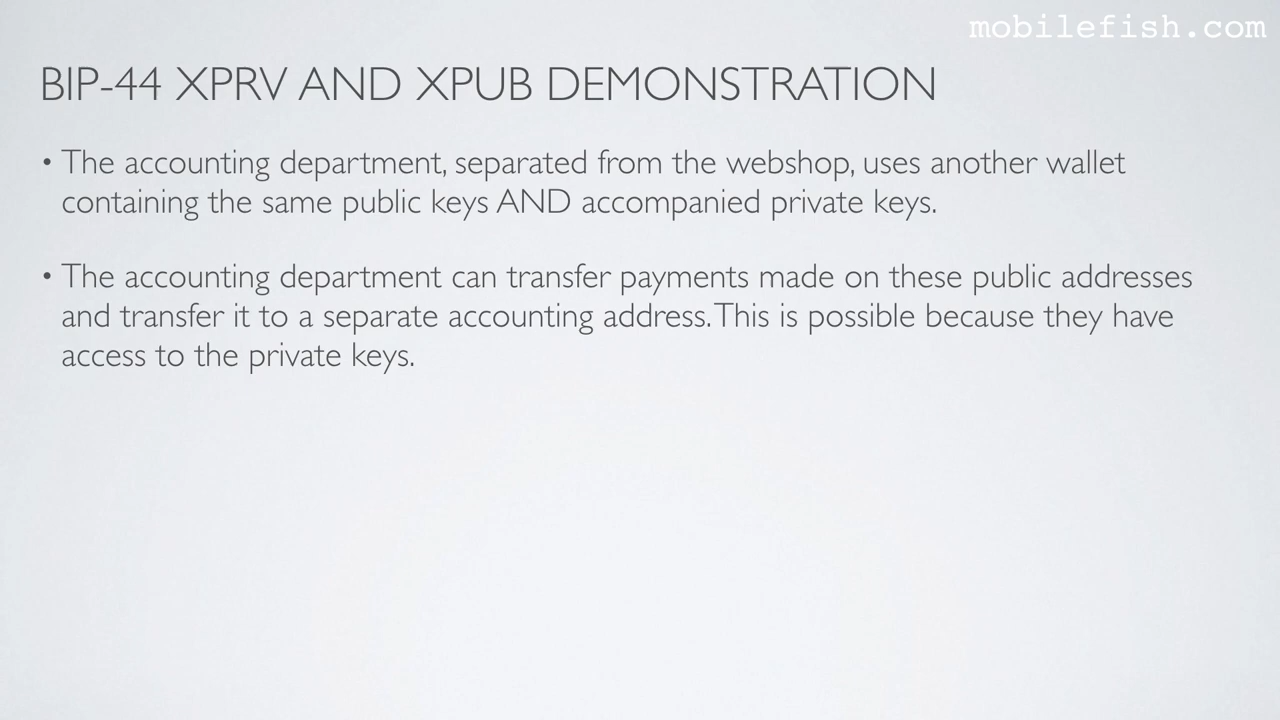 mobilefish.com
BIP-44 XPRV AND XPUB DEMONSTRATION
• The accounting department, separated from the webshop, uses another wallet
containing the same public keys AND accompanied private keys.
• The accounting department can transfer payments made on these public addresses
and transfer it to a separate accounting address. This is possible because they have
access to the private keys.